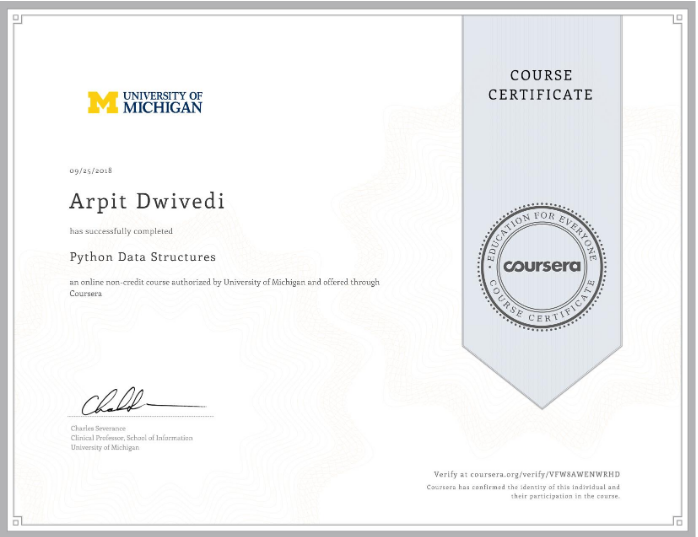 UNIVERSITY OF
MICHIGAN
COURSE
CERTIFICATE
09/25/2018
Arpit Dwivedi
has successfully completed
Python Data Structures
an online non-credit course authorized by University of Michigan and offered through
Coursera
EDUCATION FOR EVERYONE
coursera
COURSE CERTIFICATE
Charles Severance
Clinical Professor, School of Information
University of Michigan
Verify at coursera.org/verify/VFW8AWENWRHD
Coursera has confirmed the identity of this individual and
their participation in the course.